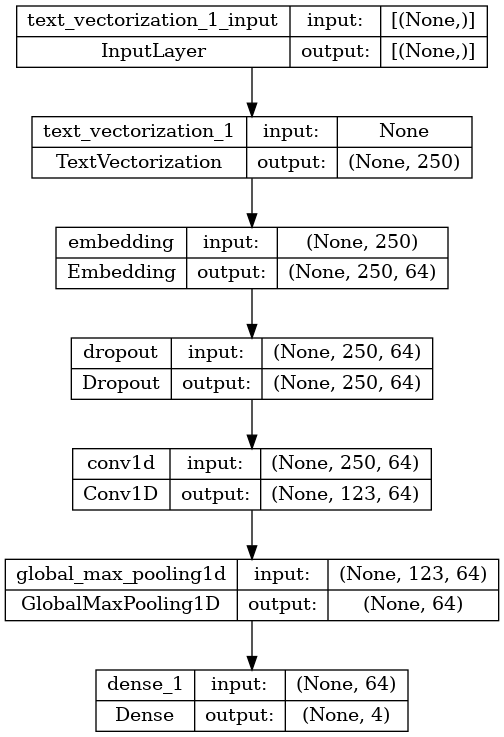 text_vectorization_1_input input: [(None,)]
InputLayer output: [(None,)]
text_vectorization_1 input: None
TextVectorization output: (None, 250)
embedding input: (None, 250)
Embedding output: (None, 250, 64)
dropout input: (None, 250, 64)
Dropout output: (None, 250, 64)
conv1d input: (None, 250, 64)
Conv1D output: (None, 123, 64)
global_max_pooling1d input: (None, 123, 64)
GlobalMaxPooling1D output: (None, 64)
dense_1 input: (None, 64)
Dense output: (None, 4)